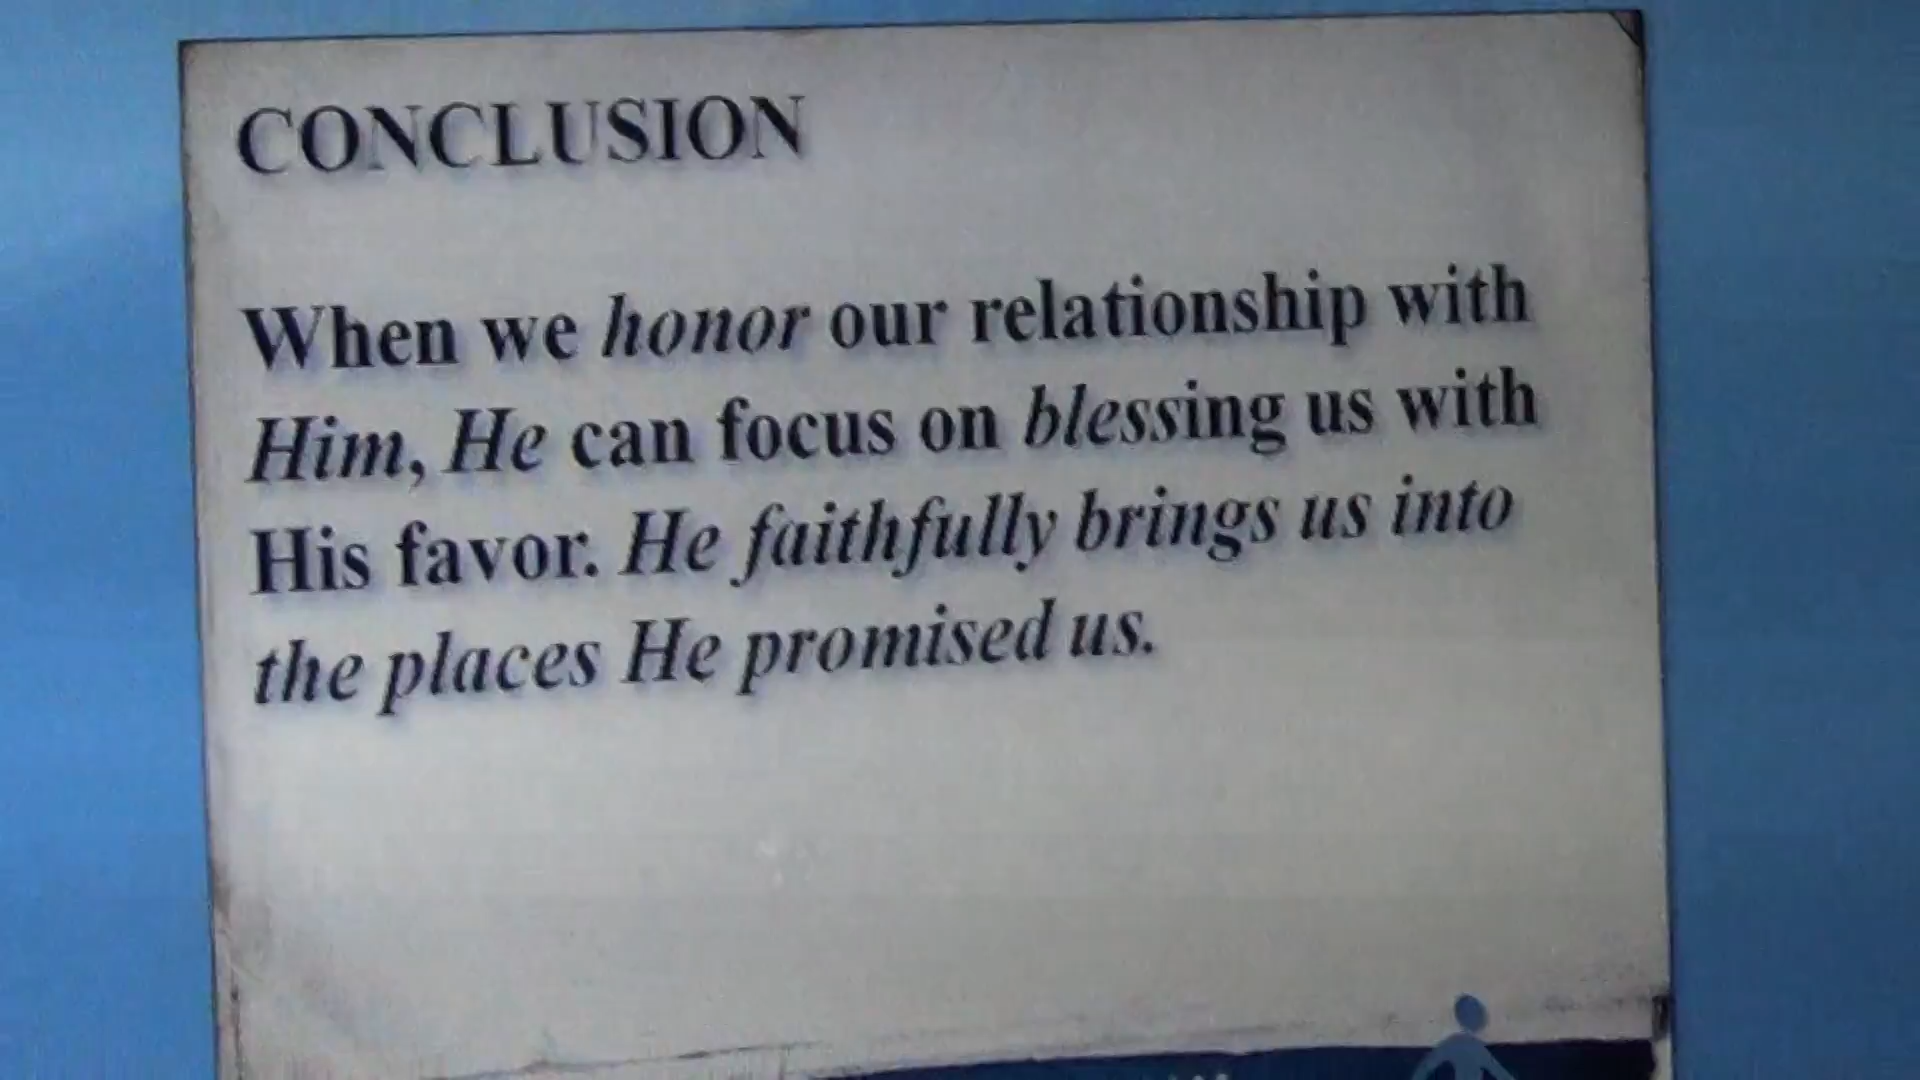 CONCLUSION
When we honor our relationship with
Him, He can focus on blessing us with
His favor. He faithfully brings us into
the places He promised us.